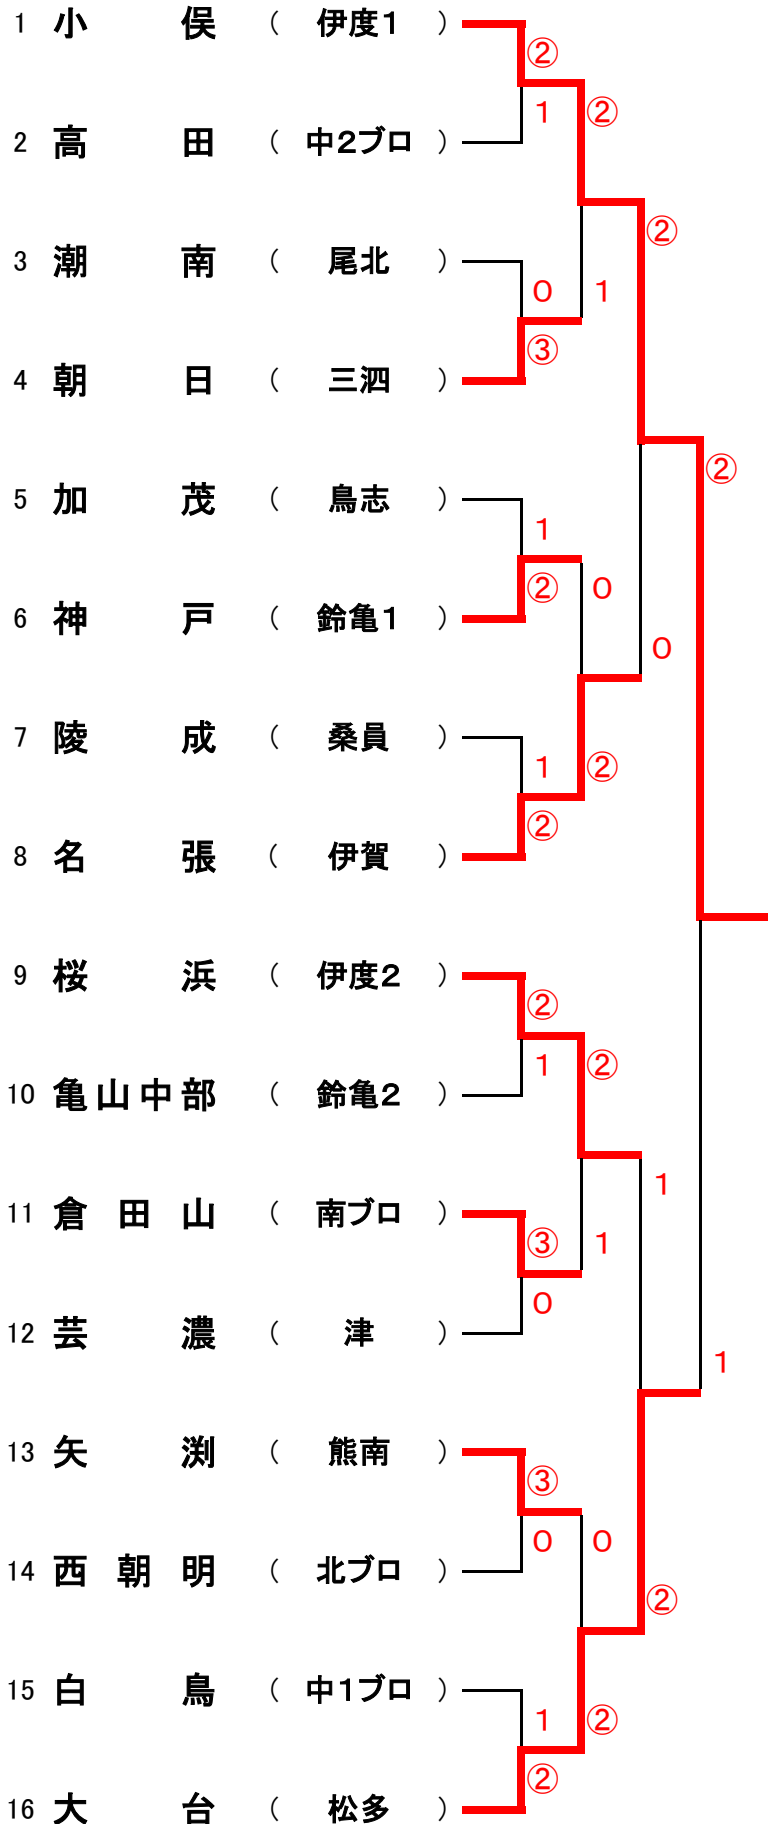 1 小俣 （ 伊度1 ）
②
②
1
2 高田 （ 中2ブロ ）
②
3 潮南 （ 尾北 ）
0 1
③
4 朝日 （ 三泗 ）
②
5 加茂 （ 鳥志 ）
1
② 0
6 神戸 （ 鈴亀1 ）
0
7 陵成 （ 桑員 ）
1 ②
②
8 名張 （ 伊賀 ）
9 桜浜 （ 伊度2 ）
②
1 ②
10 亀山中部 （ 鈴亀2 ）
1
11 倉田山 （ 南ブロ ）
③ 1
0
12 芸濃 （ 津 ）
1
13 矢渕 （ 熊南 ）
③
0 0
14 西朝明 （ 北ブロ ）
②
15 白鳥 （ 中1ブロ ）
1 ②
②
16 大台 （ 松多 ）